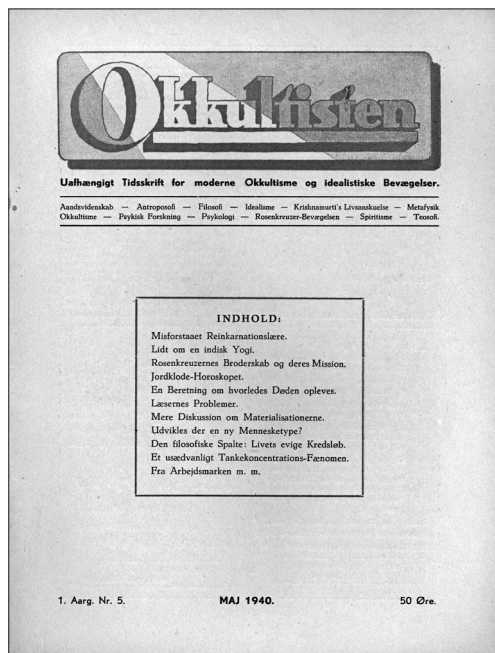 Okkultisten
Uafhængigt Tidsskrift for moderne Okkultisme og idealistiske Bevægelser.
Aandsvidenskab — Antroposofi — Filosofi — Idealisme — Krishnamurti's Livsanskuelse — Metafysik
Okkultisme — Psykisk Forskning — Psykologi — Rosenkreuzer-Bevægelsen — Spiritisme — Teosofi.
INDHOLD:
Misforstaaet Reinkarnationslære.
Lidt om en indisk Yogi.
Rosenkreuzernes Broderskab og deres Mission.
Jordklode-Horoskopet.
En Beretning om hvorledes Døden opleves.
Læsernes Problemer.
Mere Diskussion om Materialisationerne.
Udvikles der en ny Mennesketype?
Den filosofiske Spalte: Livets evige Kredsløb.
Et usædvanligt Tankekoncentrations-Fænomen.
Fra Arbejdsmarken m. m.
1. Aarg. Nr. 5. MAJ 1940. 50 Øre.